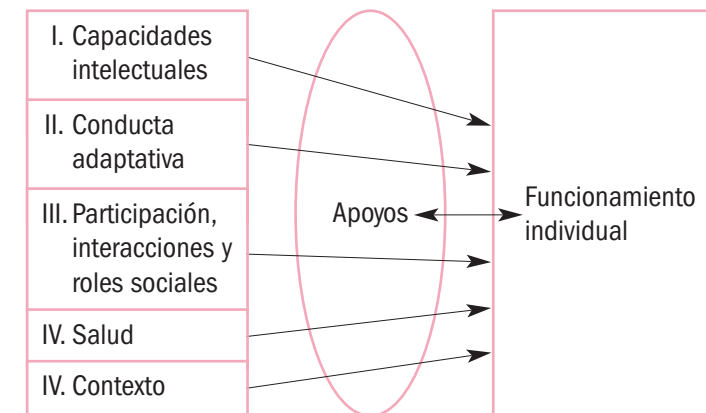 I. Capacidades
intelectuales
II. Conducta
adaptativa
III. Participación,
interacciones y
roles sociales
IV. Salud
IV. Contexto
Apoyos
Funcionamiento
individual